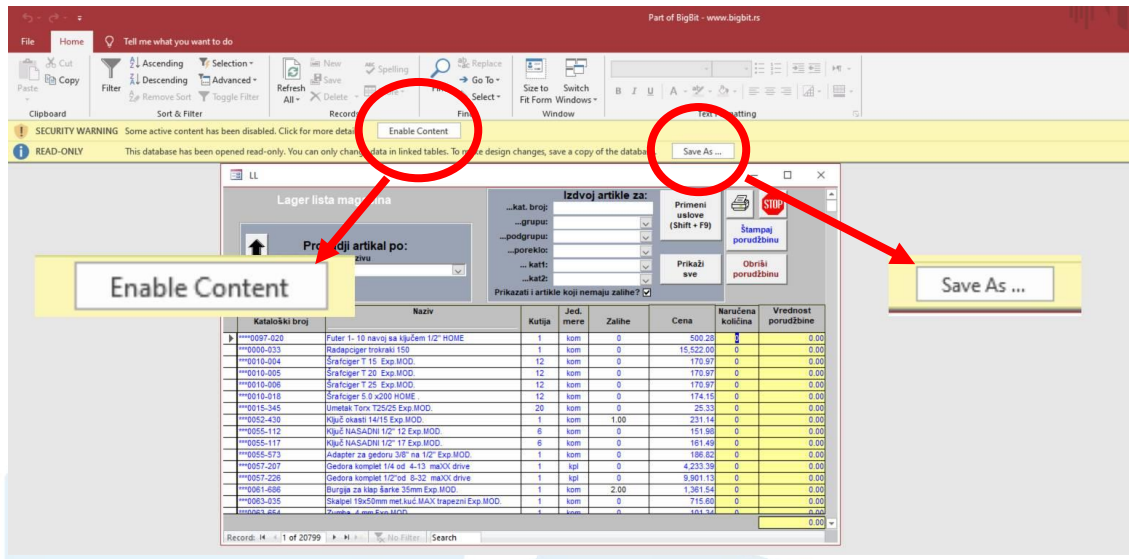 Part of BigBit - www.bigbit.rs
File Home Tell me what you want to do
Cut
Copy
Paste
Clipboard
Filter
Ascending
Descending
Remove Sort
Selection
Advanced
Toggle Filter
Sort & Filter
Refresh All
New
Save
Delete
Spelling
Records
Replace
Go To
Select
Size to Fit Form
Switch Windows
Window
B I U A
Text Formatting
SECURITY WARNING Some active content has been disabled. Click for more Enable Content
READ-ONLY This database has been opened read-only. You can only change data in linked tables. To make design changes, save a copy of the Save As ...
LL
Lager lista
Izdvoj artikle za:
...kat. broj:
...grupu:
...podgrupu:
...poreklo:
... kat1:
...kat2:
Prikazati i artikle koji nemaju zalihe?
Primeni uslove (Shift + F9)
STOP
Štampaj porudžbinu
Prikaži sve
Obriši porudžbinu
artikal po:
Enable Content
Save As ...
Kataloški broj Naziv Kutija Jed. mere Zalihe Cena Naručena količina Vrednost porudžbine
****0097-020 Futer 1- 10 navoj sa ključem 1/2" HOME 1 kom 0 500.28 0 0.00
***0000-033 Radapciger trokraki 150 1 kom 0 15,522.00 0 0.00
***0010-004 Šrafciger T 15 Exp.MOD. 12 kom 0 170.97 0 0.00
***0010-005 Šrafciger T 20 Exp.MOD. 12 kom 0 170.97 0 0.00
***0010-006 Šrafciger T 25 Exp.MOD. 12 kom 0 170.97 0 0.00
***0010-018 Šrafciger 5.0 x200 HOME . 12 kom 0 174.15 0 0.00
***0015-345 Umetak Torx T25/25 Exp.MOD. 20 kom 0 25.33 0 0.00
***0052-430 Ključ okasti 14/15 Exp.MOD. 1 kom 1.00 231.14 0 0.00
***0055-112 Ključ NASADNI 1/2" 12 Exp.MOD. 6 kom 0 151.98 0 0.00
***0055-117 Ključ NASADNI 1/2" 17 Exp.MOD. 6 kom 0 161.49 0 0.00
***0055-573 Adapter za gedoru 3/8" na 1/2" Exp.MOD. 1 kom 0 186.82 0 0.00
***0057-207 Gedora komplet 1/4 od 4-13 maXX drive 1 kpl 0 4,233.39 0 0.00
***0057-226 Gedora komplet 1/2"od 8-32 maXX drive 1 kpl 0 9,901.13 0 0.00
***0061-686 Burgija za klap šarke 35mm Exp.MOD. 1 kom 2.00 1,361.54 0 0.00
***0063-035 Skalpel 19x50mm met.kuć.MAX trapezni Exp.MOD. 1 kom 0 715.60 0 0.00
***0063-654 Zumba 4 mm Exp.MOD. 1 kom 0 101.34 0 0.00
0.00
Record: 1 of 20799 No Filter Search